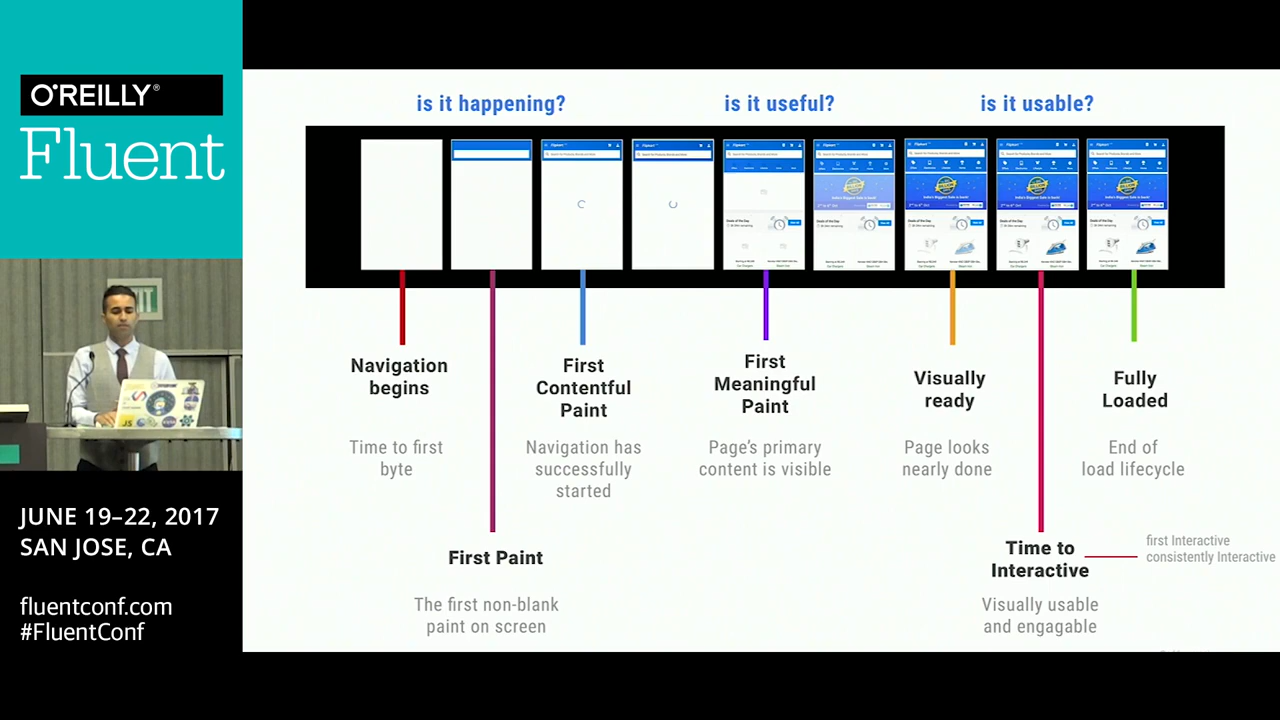 O'REILLY®
Fluent
JUNE 19–22, 2017
SAN JOSE, CA
fluentconf.com
#FluentConf
is it happening?
is it useful?
is it usable?
Navigation
begins
Time to first
byte
First Paint
The first non-blank
paint on screen
First
Contentful
Paint
Navigation has
successfully
started
First
Meaningful
Paint
Page's primary
content is visible
Visually
ready
Page looks
nearly done
Time to
Interactive
first Interactive
consistently Interactive
Visually usable
and engagable
Fully
Loaded
End of
load lifecycle